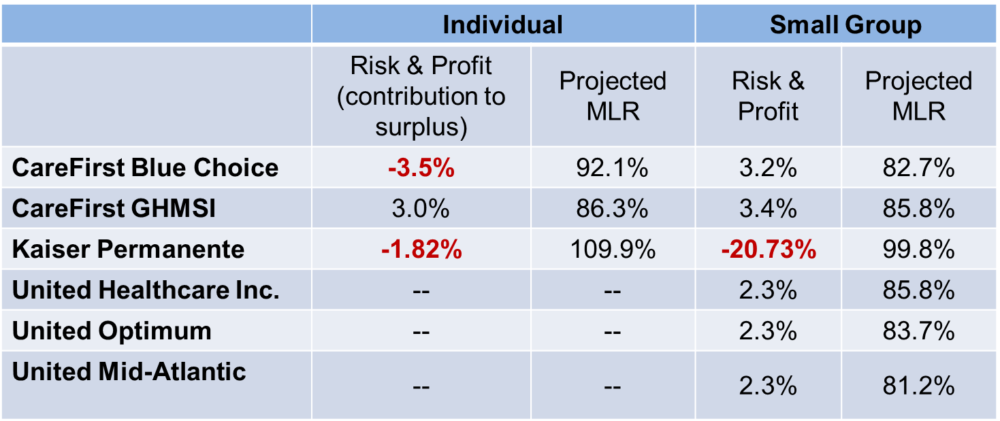 Individual Small Group
Risk & Profit
(contribution to
surplus)
Projected
MLR
Risk &
Profit
Projected
MLR
CareFirst Blue Choice -3.5% 92.1% 3.2% 82.7%
CareFirst GHMSI 3.0% 86.3% 3.4% 85.8%
Kaiser Permanente -1.82% 109.9% -20.73% 99.8%
United Healthcare Inc. -- -- 2.3% 85.8%
United Optimum -- -- 2.3% 83.7%
United Mid-Atlantic -- -- 2.3% 81.2%